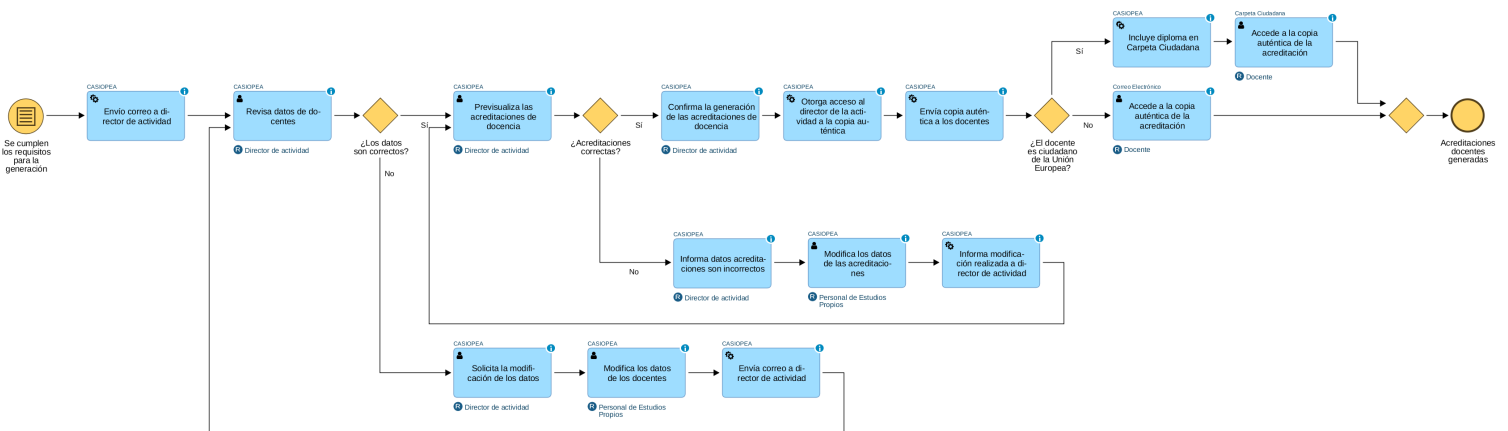 CASIOPEA
Incluye diploma en
Carpeta Ciudadana
Carpeta Ciudadana
Accede a la copia
auténtica de la
acreditación
R Docente
Sí
Se cumplen
los requisitos
para la
generación
CASIOPEA
Envío correo a di-
rector de actividad
CASIOPEA
Revisa datos de do-
centes
R Director de actividad
¿Los datos
son correctos?
Sí
No
CASIOPEA
Previsualiza las
acreditaciones de
docencia
R Director de actividad
¿Acreditaciones
correctas?
Sí
No
CASIOPEA
Confirma la generación
de las acreditaciones de
docencia
R Director de actividad
CASIOPEA
Otorga acceso al
director de la acti-
vidad a la copia au-
téntica
CASIOPEA
Envía copia autén-
tica a los docentes
¿El docente
es ciudadano
de la Unión
Europea?
No
Correo Electrónico
Accede a la copia
auténtica de la
acreditación
R Docente
Acreditaciones
docentes
generadas
CASIOPEA
Informa datos acredita-
ciones son incorrectos
R Director de actividad
CASIOPEA
Modifica los datos
de las acreditacio-
nes
R Personal de Estudios
Propios
CASIOPEA
Informa modifica-
ción realizada a di-
rector de actividad
CASIOPEA
Solicita la modifi-
cación de los datos
R Director de actividad
CASIOPEA
Modifica los datos
de los docentes
R Personal de Estudios
Propios
CASIOPEA
Envía correo a di-
rector de actividad